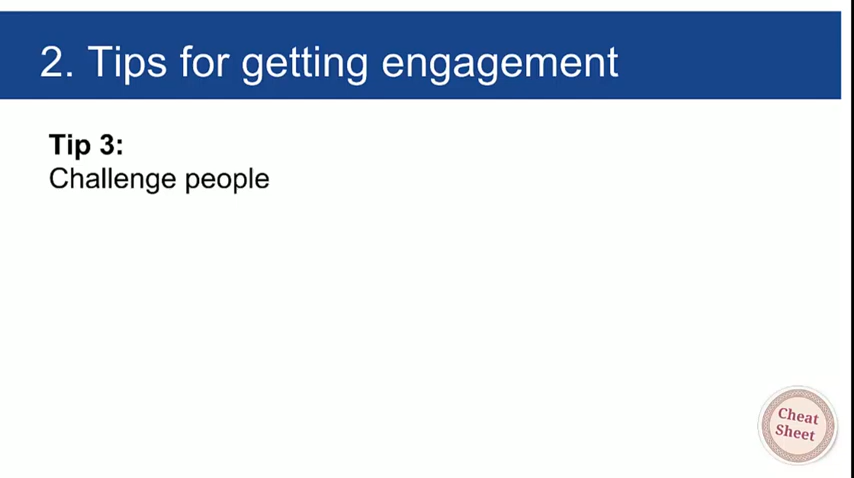 2. Tips for getting engagement
Tip 3:
Challenge people
Cheat
Sheet